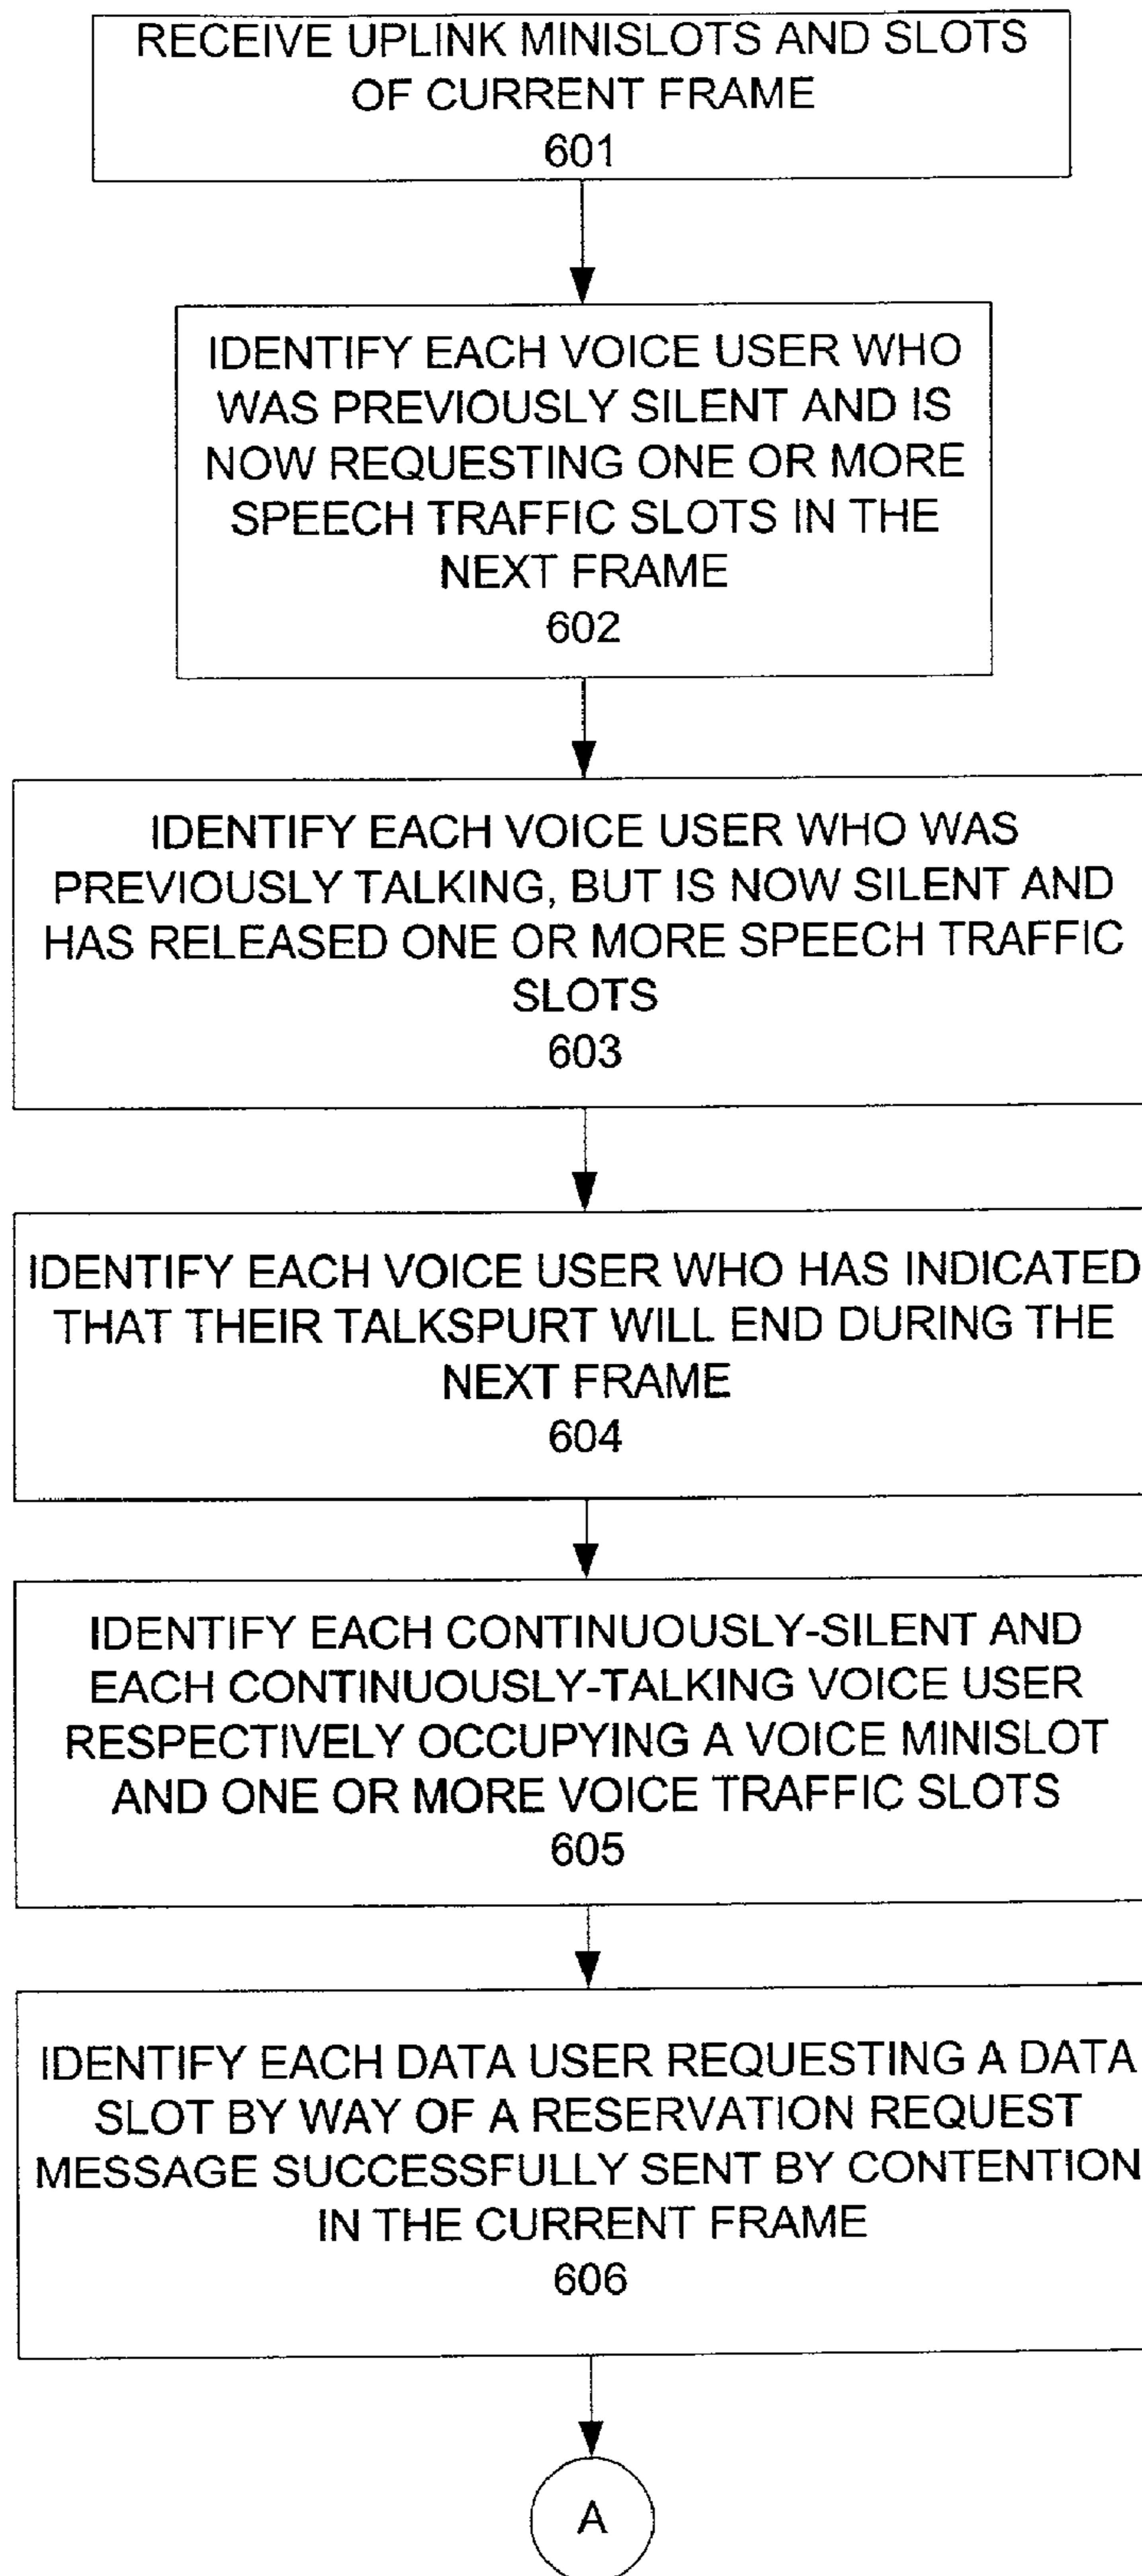 RECEIVE UPLINK MINISLOTS AND SLOTS
OF CURRENT FRAME
601
IDENTIFY EACH VOICE USER WHO
WAS PREVIOUSLY SILENT AND IS
NOW REQUESTING ONE OR MORE
SPEECH TRAFFIC SLOTS IN THE
NEXT FRAME
602
IDENTIFY EACH VOICE USER WHO WAS
PREVIOUSLY TALKING, BUT IS NOW SILENT AND
HAS RELEASED ONE OR MORE SPEECH TRAFFIC
SLOTS
603
IDENTIFY EACH VOICE USER WHO HAS INDICATED
THAT THEIR TALKSPURT WILL END DURING THE
NEXT FRAME
604
IDENTIFY EACH CONTINUOUSLY-SILENT AND
EACH CONTINUOUSLY-TALKING VOICE USER
RESPECTIVELY OCCUPYING A VOICE MINISLOT
AND ONE OR MORE VOICE TRAFFIC SLOTS
605
IDENTIFY EACH DATA USER REQUESTING A DATA
SLOT BY WAY OF A RESERVATION REQUEST
MESSAGE SUCCESSFULLY SENT BY CONTENTION
IN THE CURRENT FRAME
606
A